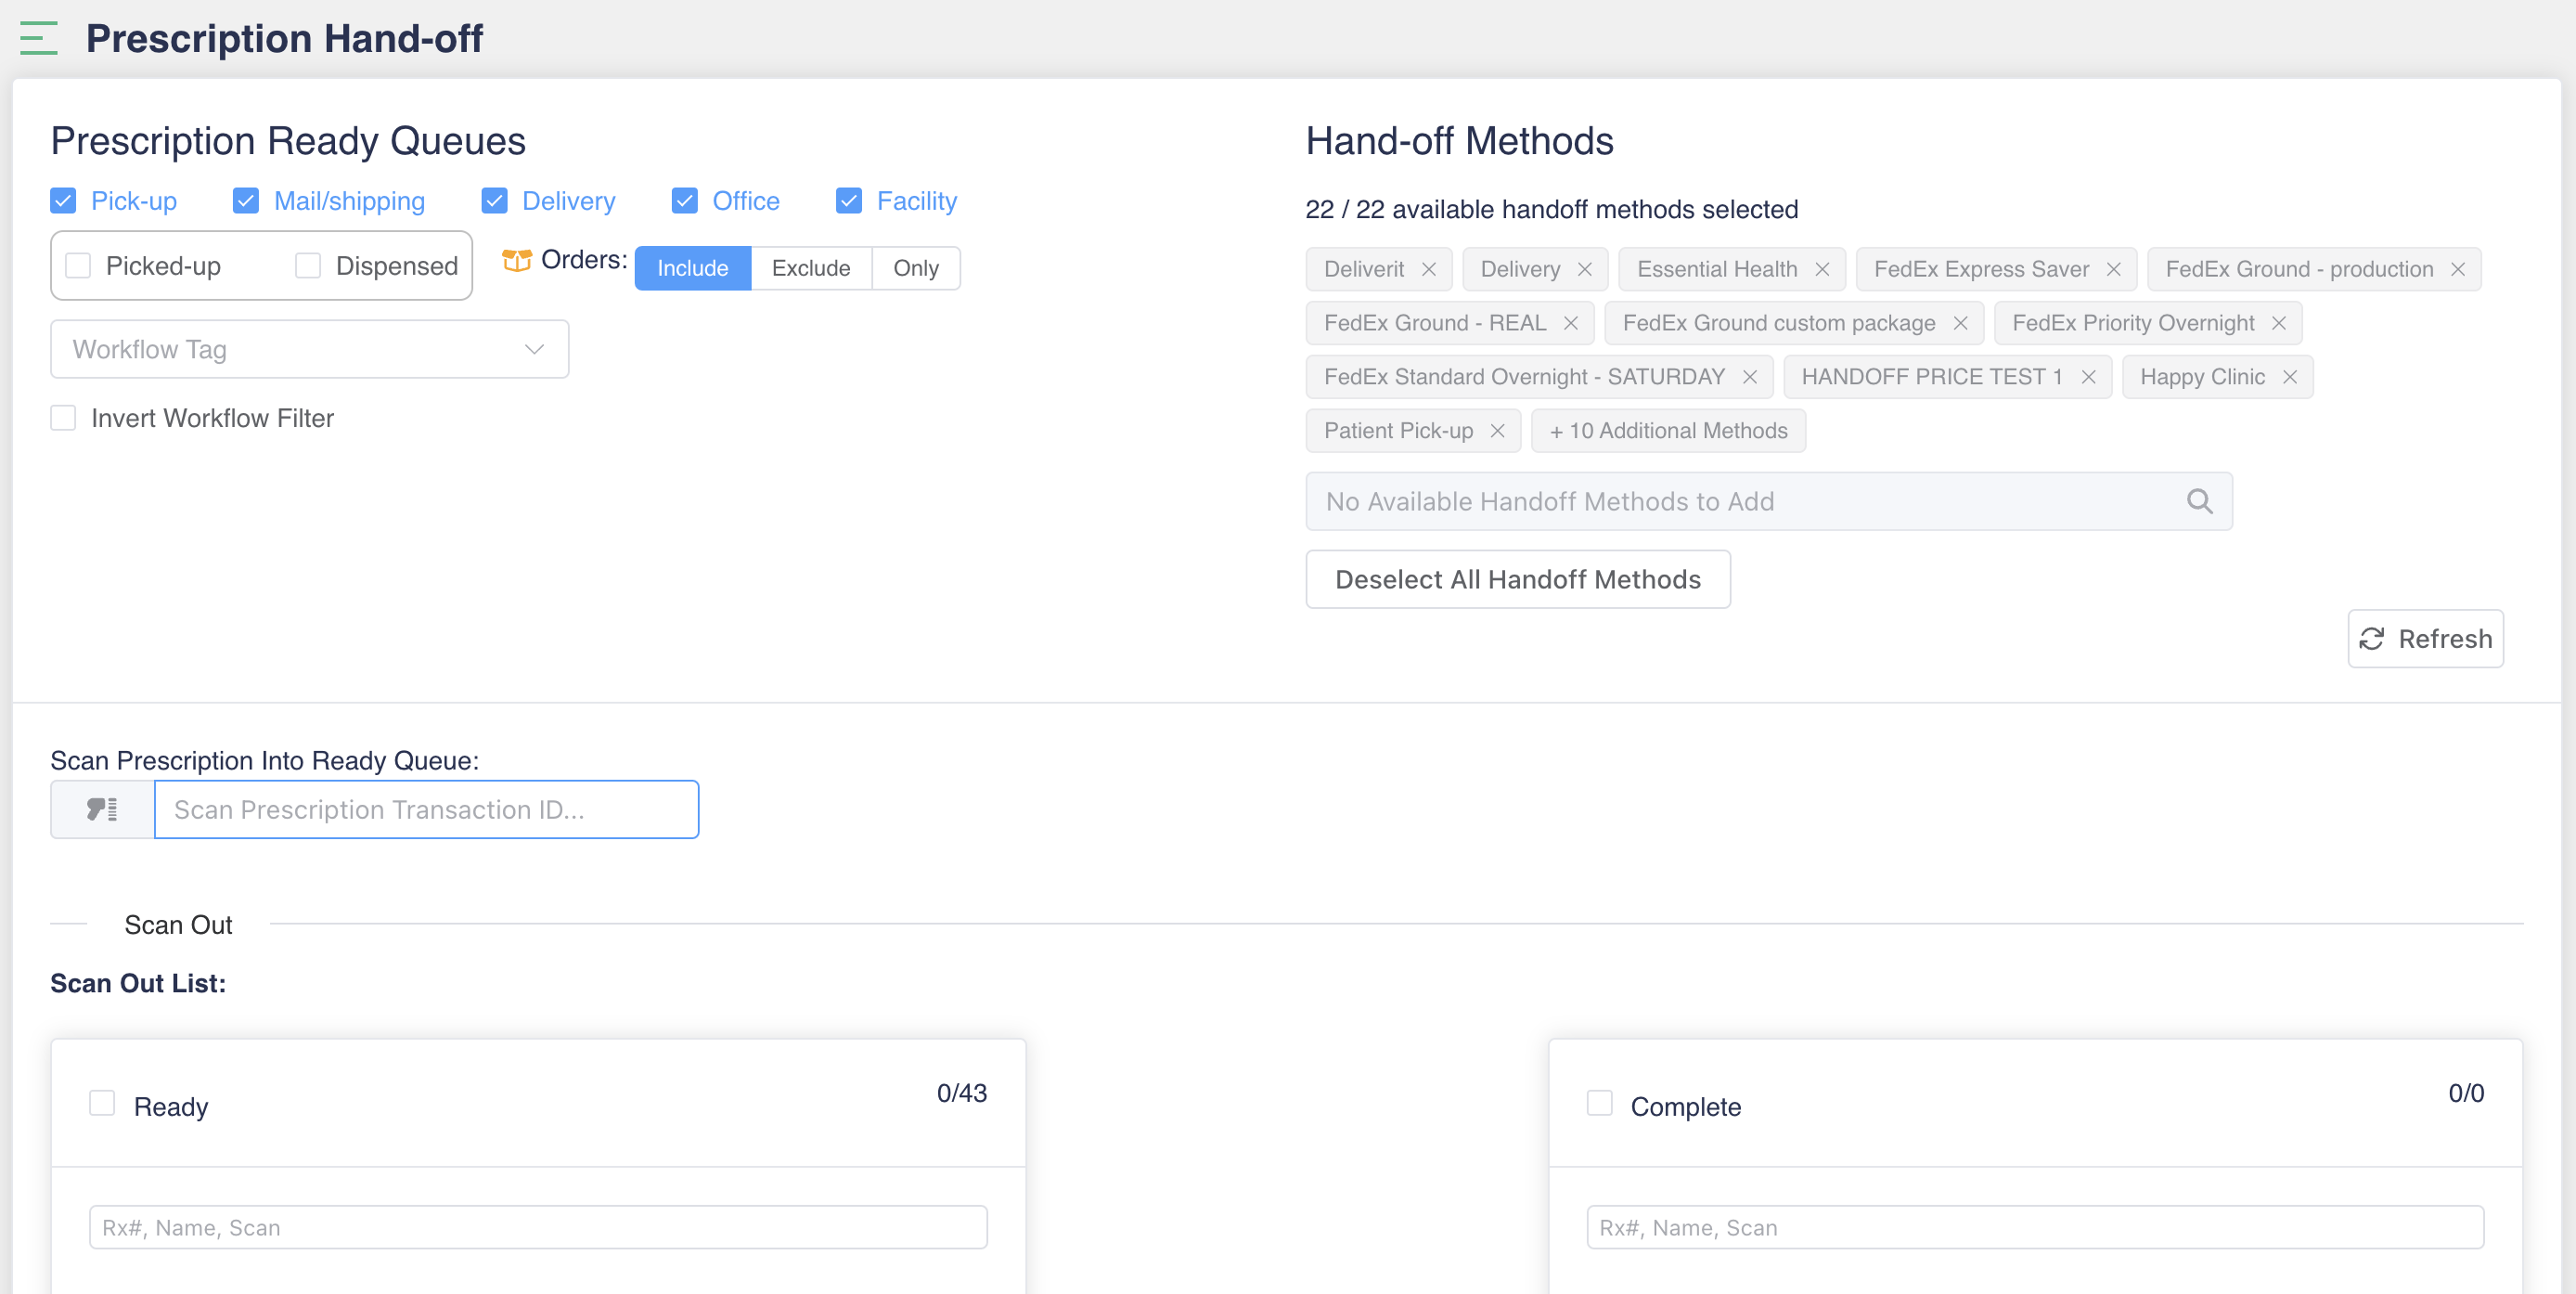 Prescription Hand-off
Prescription Ready Queues
Pick-up Mail/shipping Delivery Office Facility
Picked-up Dispensed Orders: Include Exclude Only
Workflow Tag
Invert Workflow Filter
Hand-off Methods
22 / 22 available handoff methods selected
Deliverit Delivery Essential Health FedEx Express Saver FedEx Ground - production
FedEx Ground - REAL FedEx Ground custom package FedEx Priority Overnight
FedEx Standard Overnight - SATURDAY HANDOFF PRICE TEST 1 Happy Clinic
Patient Pick-up + 10 Additional Methods
No Available Handoff Methods to Add
Deselect All Handoff Methods
Refresh
Scan Prescription Into Ready Queue:
Scan Prescription Transaction ID...
Scan Out
Scan Out List:
Ready 0/43
Rx#, Name, Scan
Complete 0/0
Rx#, Name, Scan